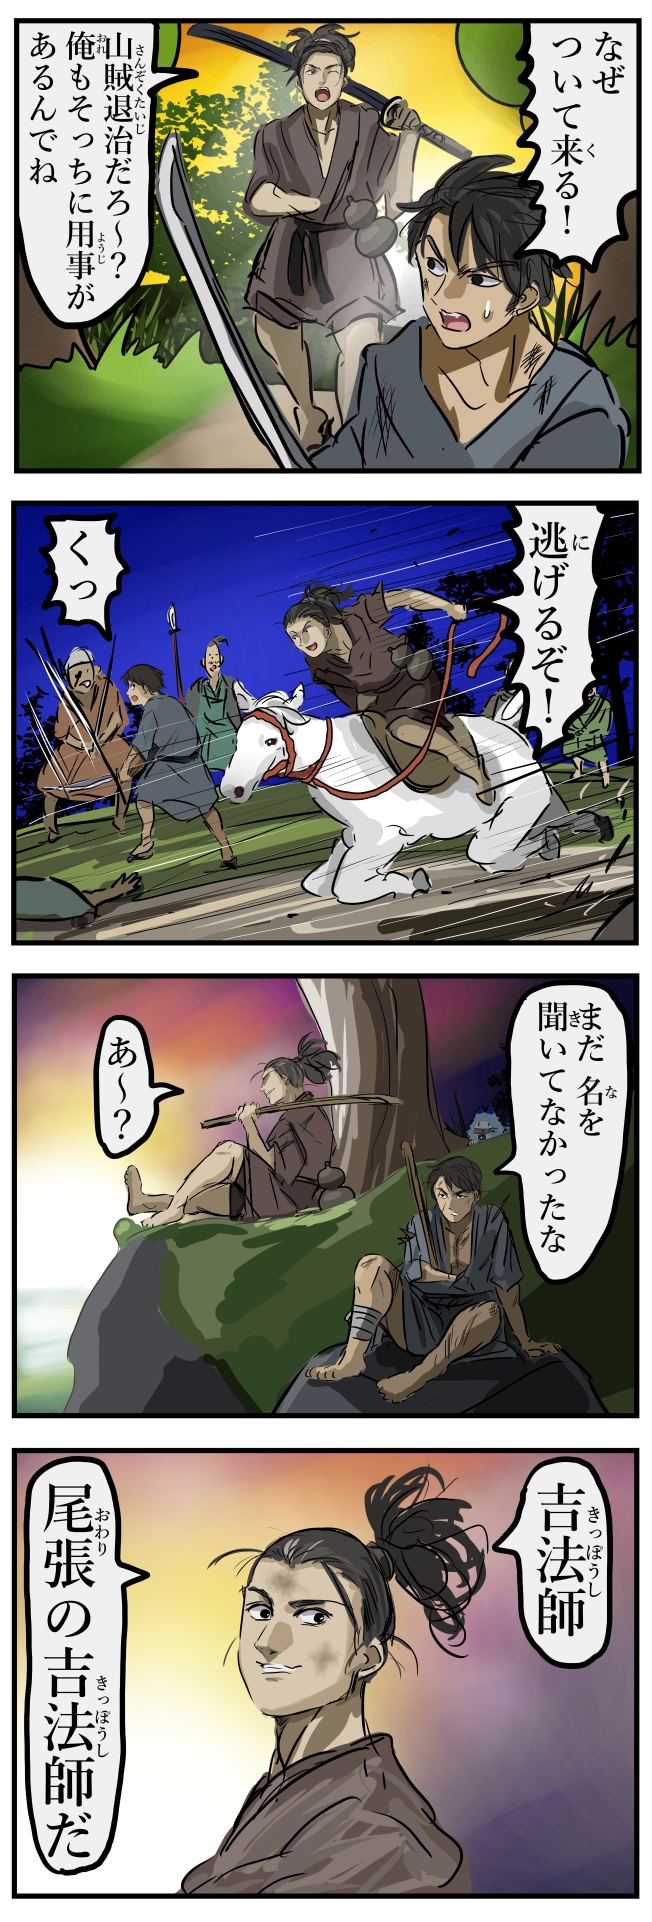 なぜ
ついて来る!
山賊退治だろ〜?
俺もそっちに用事が
あるんでね
逃げるぞ!
くっ
まだ 名を
聞いてなかったな
あ〜?
吉法師
尾張の吉法師だ